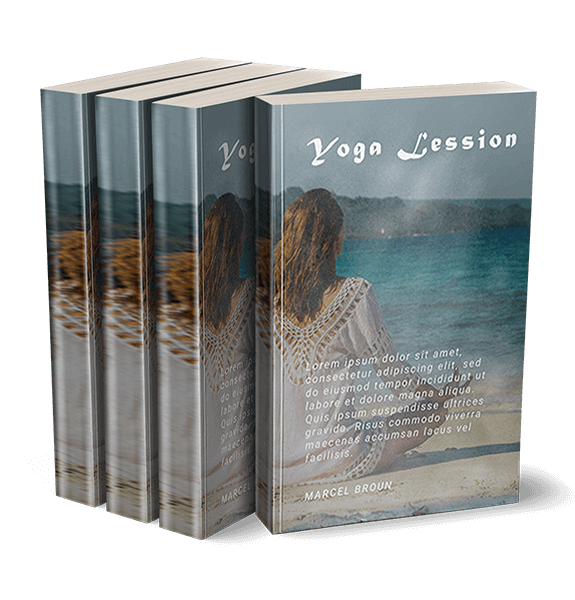 Yoga Lession
Lorem ipsum dolor sit amet,
consectetur adipiscing elit, sed
do eiusmod tempor incididunt ut
labore et dolore magna aliqua.
Quis ipsum suspendisse ultrices
gravida. Risus commodo viverra
maecenas accumsan lacus vel
facilisis.
MARCEL BROUN